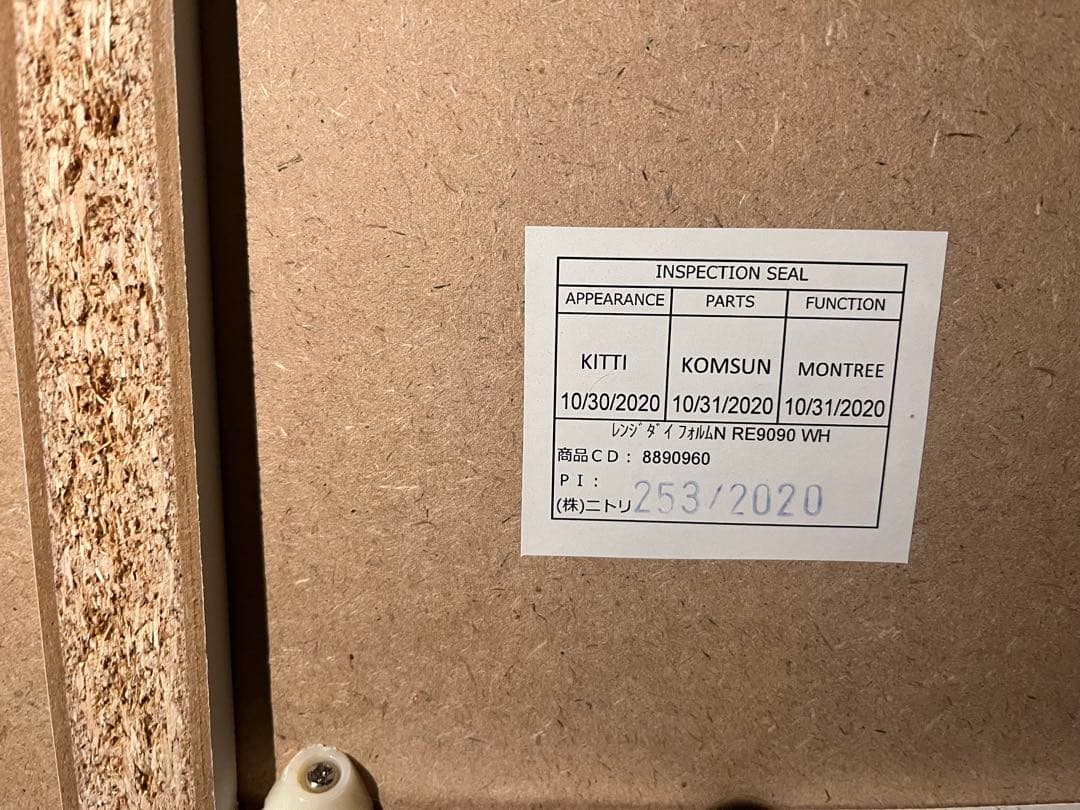 INSPECTION SEAL
APPEARANCE PARTS FUNCTION
KITTI KOMSUN MONTREE
10/30/2020 10/31/2020 10/31/2020
ﾚﾝｼﾞﾀﾞｲ ﾌｫﾙﾑN RE9090 WH
商品ＣＤ： 8890960
ＰＩ：
(株)ニトリ 253/2020